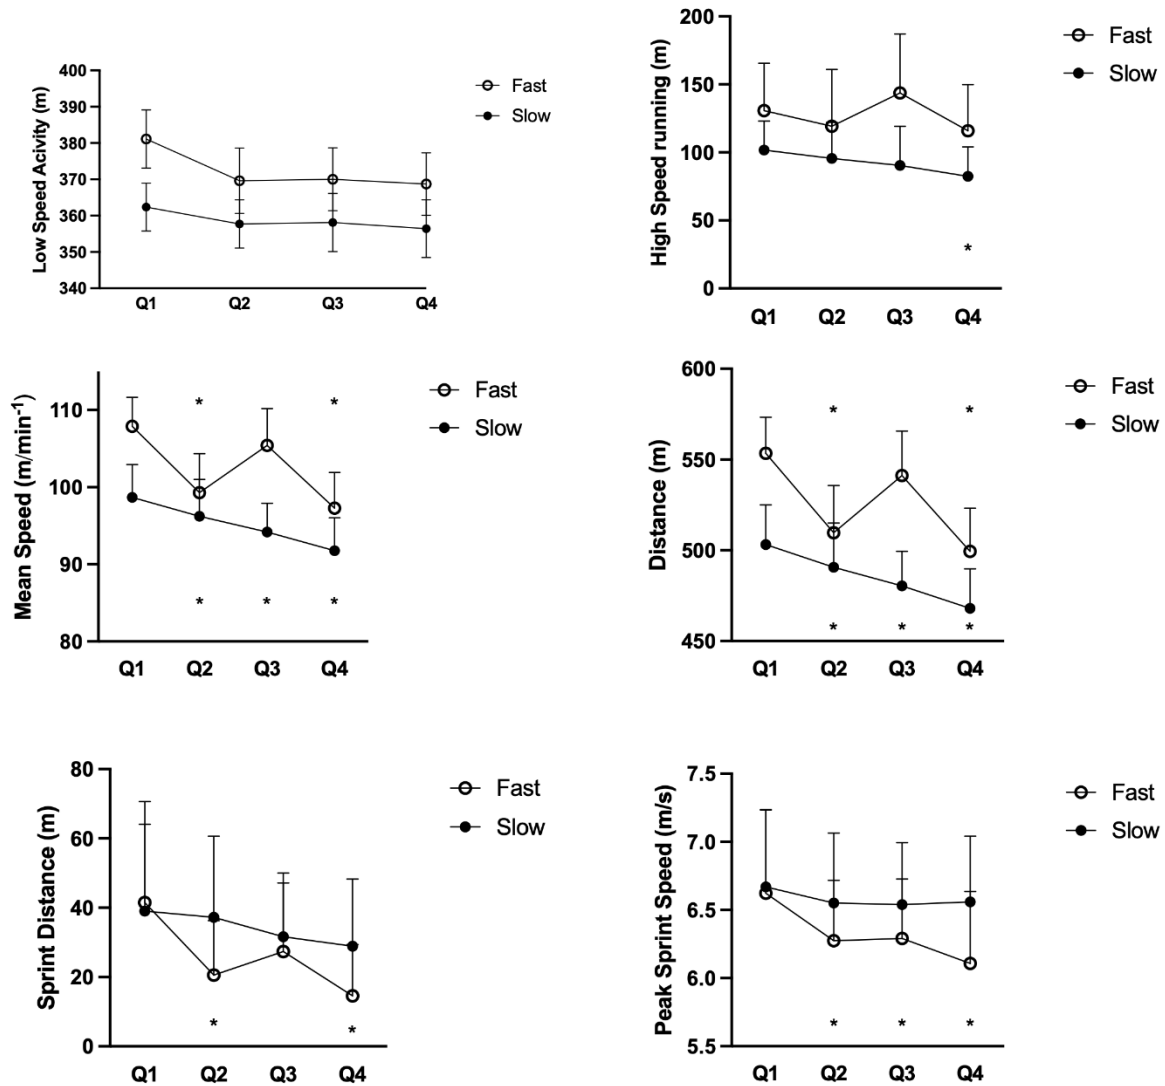 Low Speed Acivity (m)
400
390
380
370
360
350
340
Q1 Q2 Q3 Q4
Fast
Slow
High Speed running (m)
200
150
100
50
0
*
Q1 Q2 Q3 Q4
Fast
Slow
Mean Speed (m/min⁻¹)
110
100
90
80
* *
* * *
Q1 Q2 Q3 Q4
Fast
Slow
Distance (m)
600
550
500
450
* *
* * *
Q1 Q2 Q3 Q4
Fast
Slow
Sprint Distance (m)
80
60
40
20
0
* *
Q1 Q2 Q3 Q4
Fast
Slow
Peak Sprint Speed (m/s)
7.5
7.0
6.5
6.0
5.5
* * *
Q1 Q2 Q3 Q4
Fast
Slow